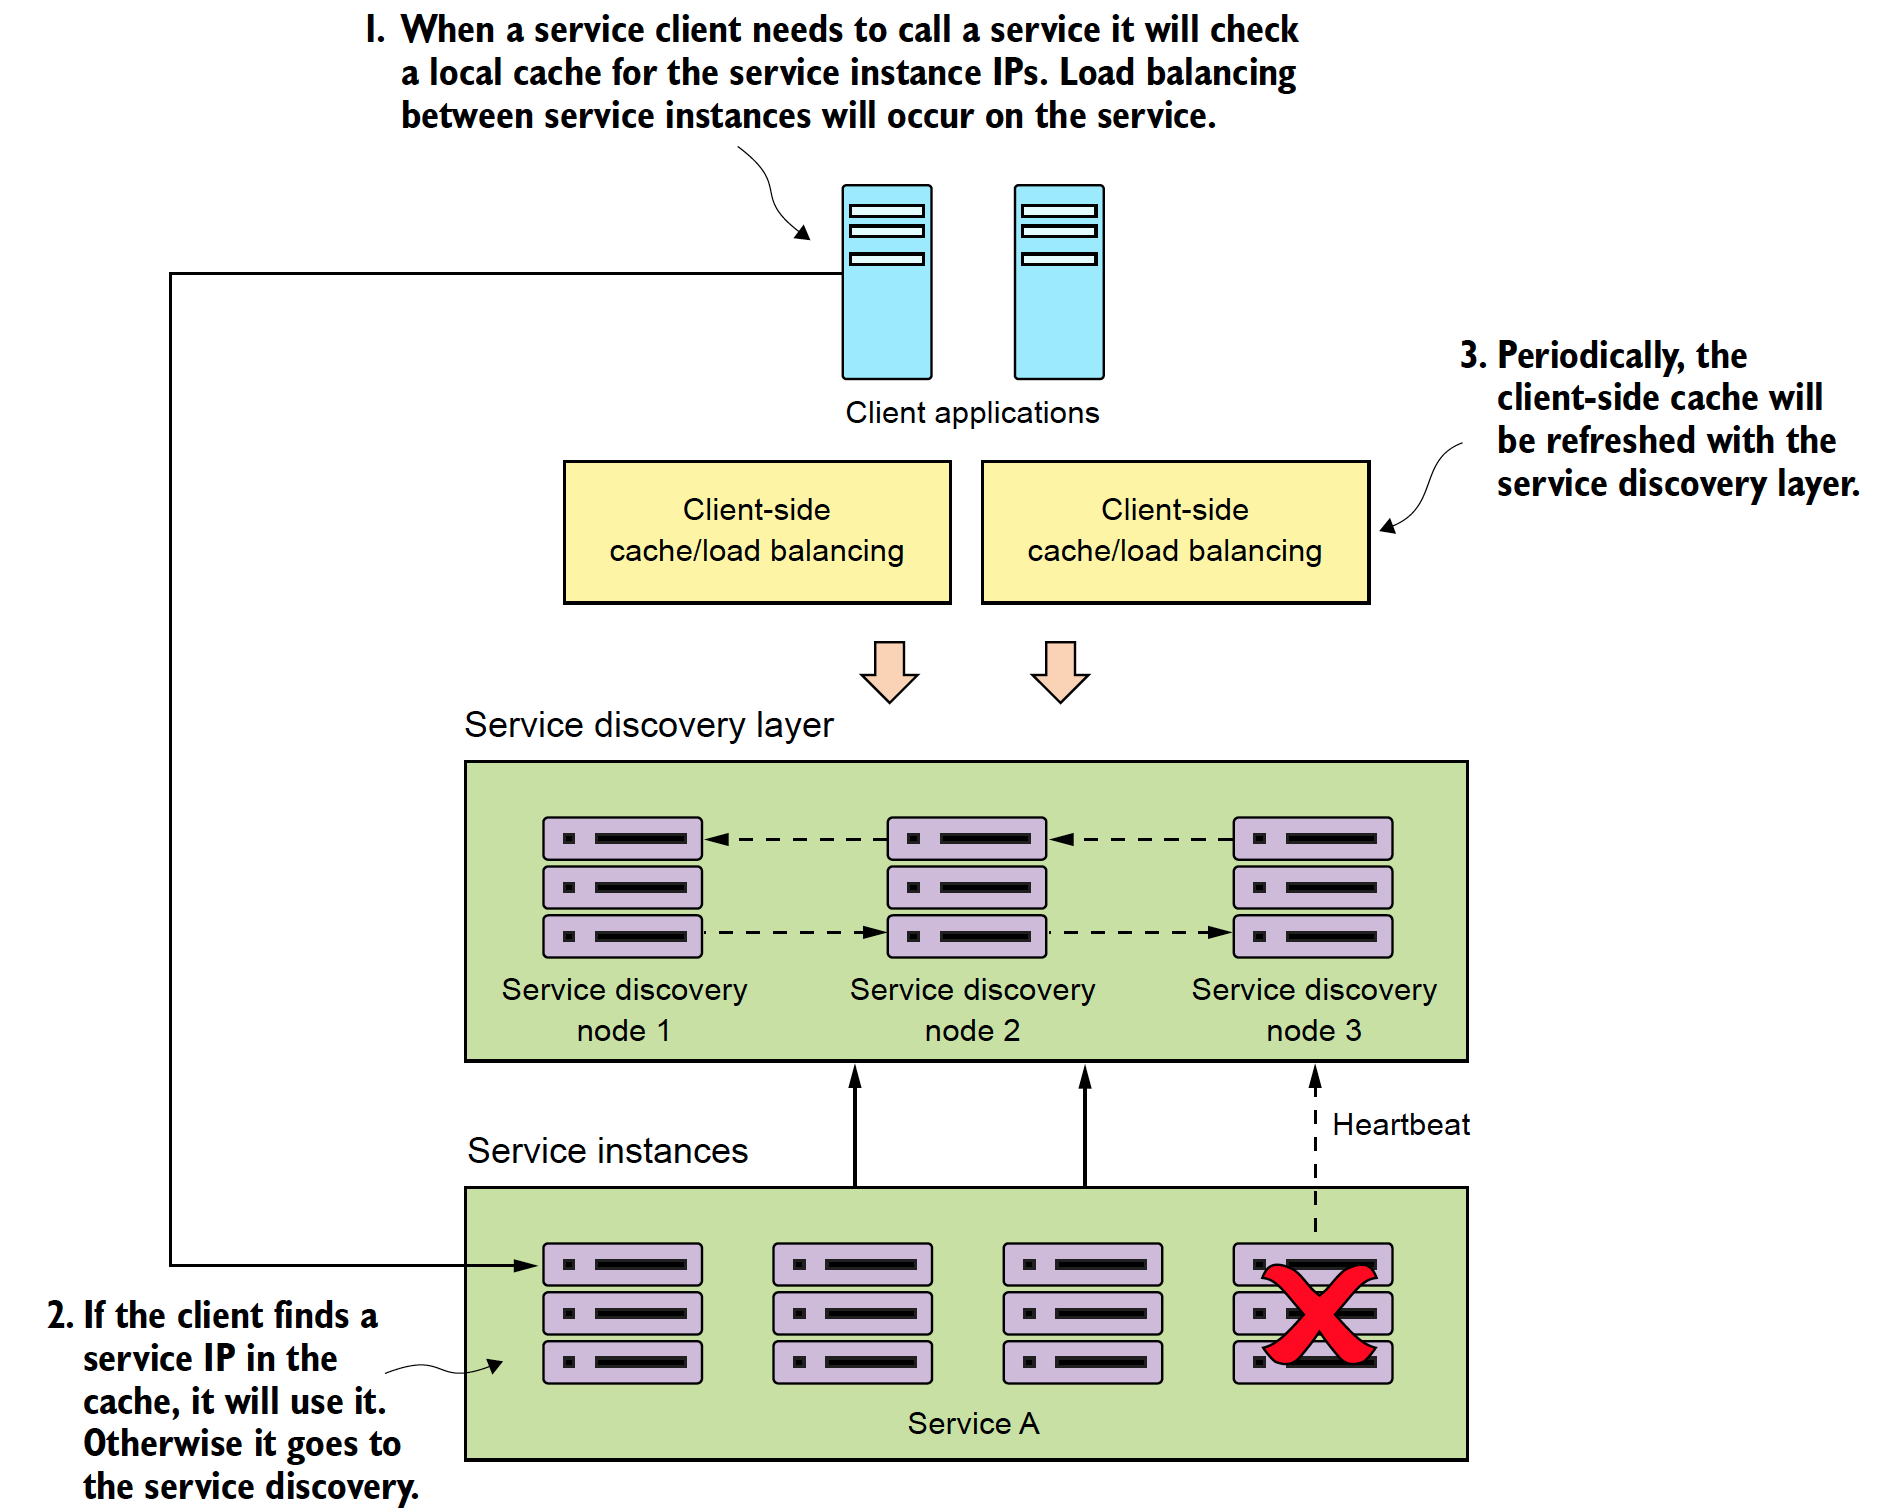 1. When a service client needs to call a service it will check
a local cache for the service instance IPs. Load balancing
between service instances will occur on the service.
Client applications
3. Periodically, the
client-side cache will
be refreshed with the
service discovery layer.
Client-side
cache/load balancing
Client-side
cache/load balancing
Service discovery layer
Service discovery
node 1
Service discovery
node 2
Service discovery
node 3
Heartbeat
Service instances
2. If the client finds a
service IP in the
cache, it will use it.
Otherwise it goes to
the service discovery.
Service A